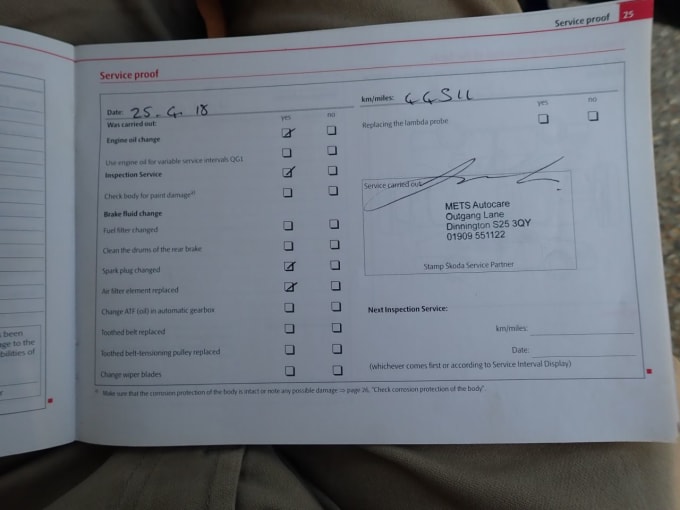 Service proof 25
Service proof
Date: 25.4.18
km/miles:
yes no
yes no
Was carried out:
Engine oil change
Replacing the lambda probe
Use engine oil for variable service intervals QG1
Inspection Service
Check body for paint damage
Service carried out
Brake fluid change
METS Autocare
Outgang Lane
Dinnington S25 3QY
01909 551122
Fuel filter changed
Clean the drums of the rear brake
Spark plug changed
Stamp Skoda Service Partner
Air filter element replaced
Change ATF (oil) in automatic gearbox
Next Inspection Service:
Toothed belt replaced
km/miles:
Toothed belt-tensioning pulley replaced
Date:
Change wiper blades
(whichever comes first or according to Service Interval Display)
Make sure that the corrosion protection of the body is intact or note any possible damage ⇒ page 26, "Check corrosion protection of the body".
been
age to the
bilities of